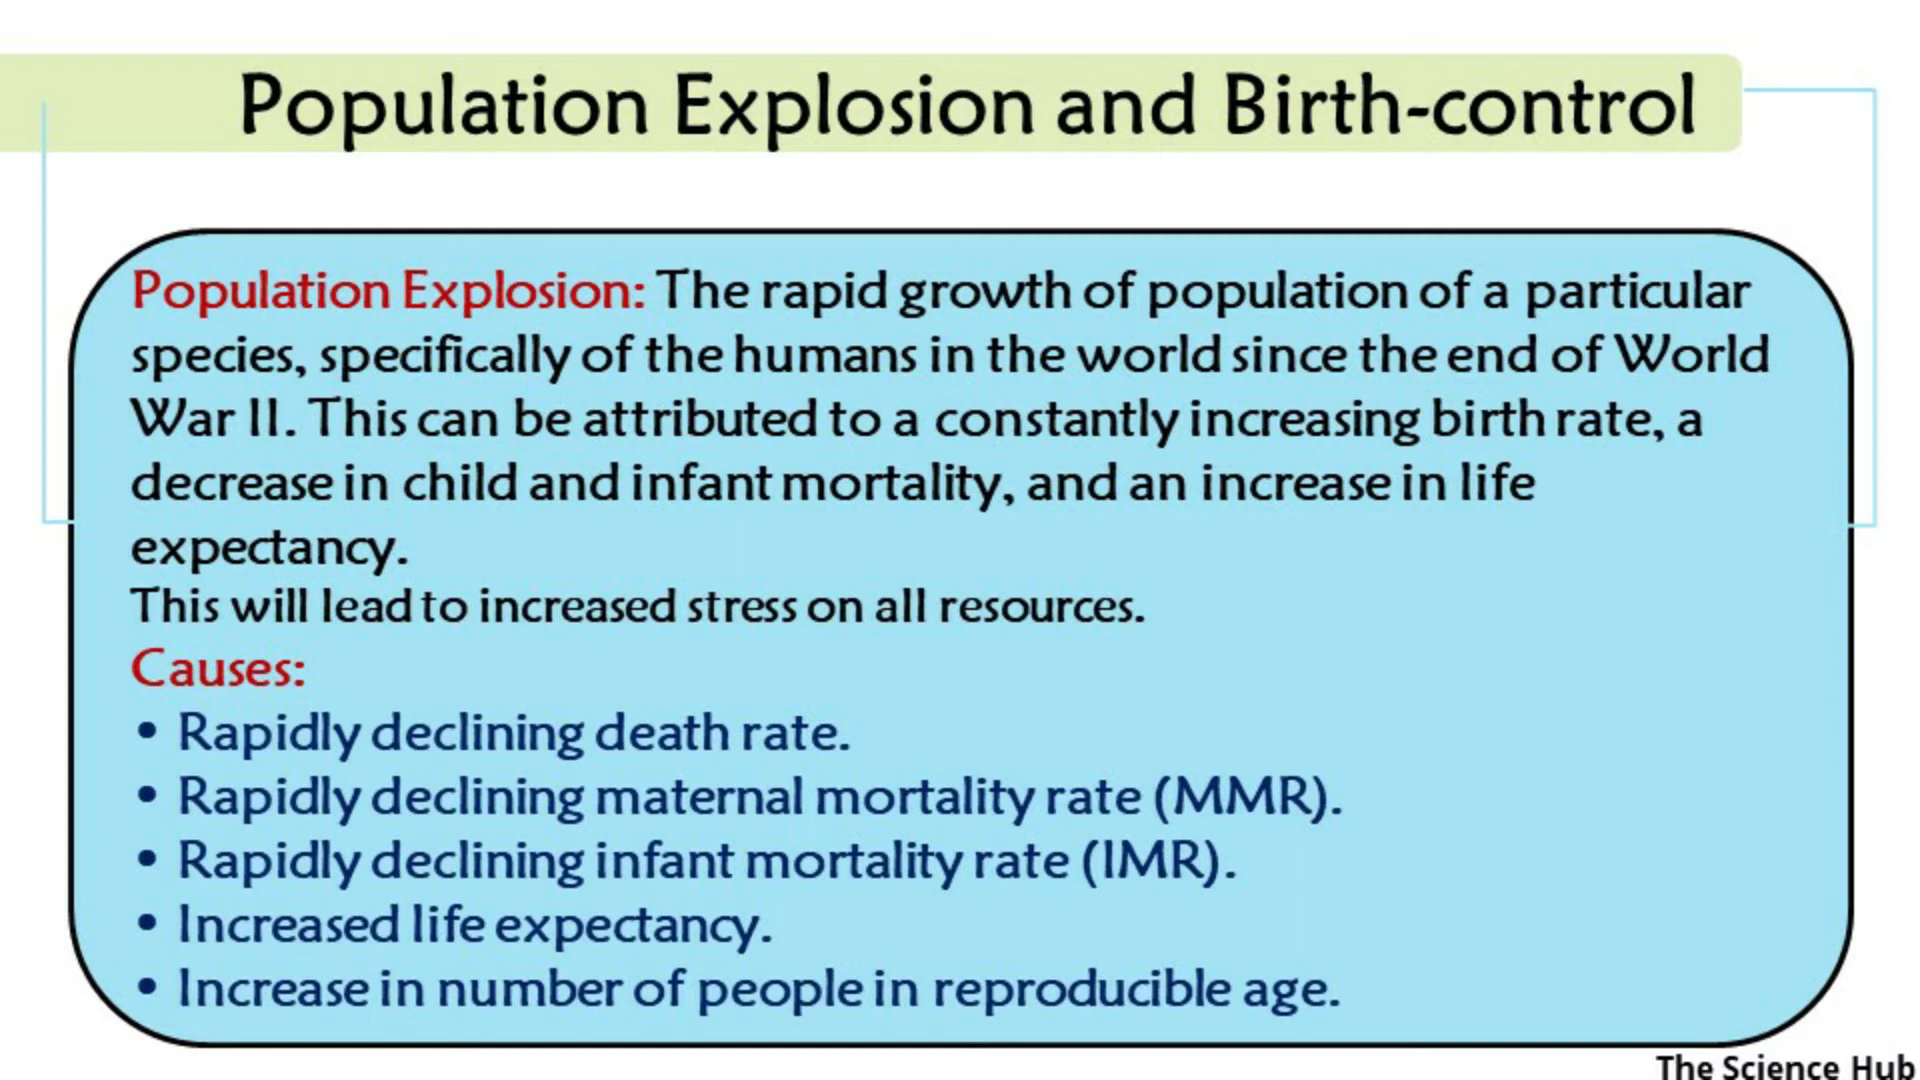 Population Explosion and Birth-control
Population Explosion: The rapid growth of population of a particular
species, specifically of the humans in the world since the end of World
War II. This can be attributed to a constantly increasing birth rate, a
decrease in child and infant mortality, and an increase in life
expectancy.
This will lead to increased stress on all resources.
Causes:
• Rapidly declining death rate.
• Rapidly declining maternal mortality rate (MMR).
• Rapidly declining infant mortality rate (IMR).
• Increased life expectancy.
• Increase in number of people in reproducible age.
The Science Hub